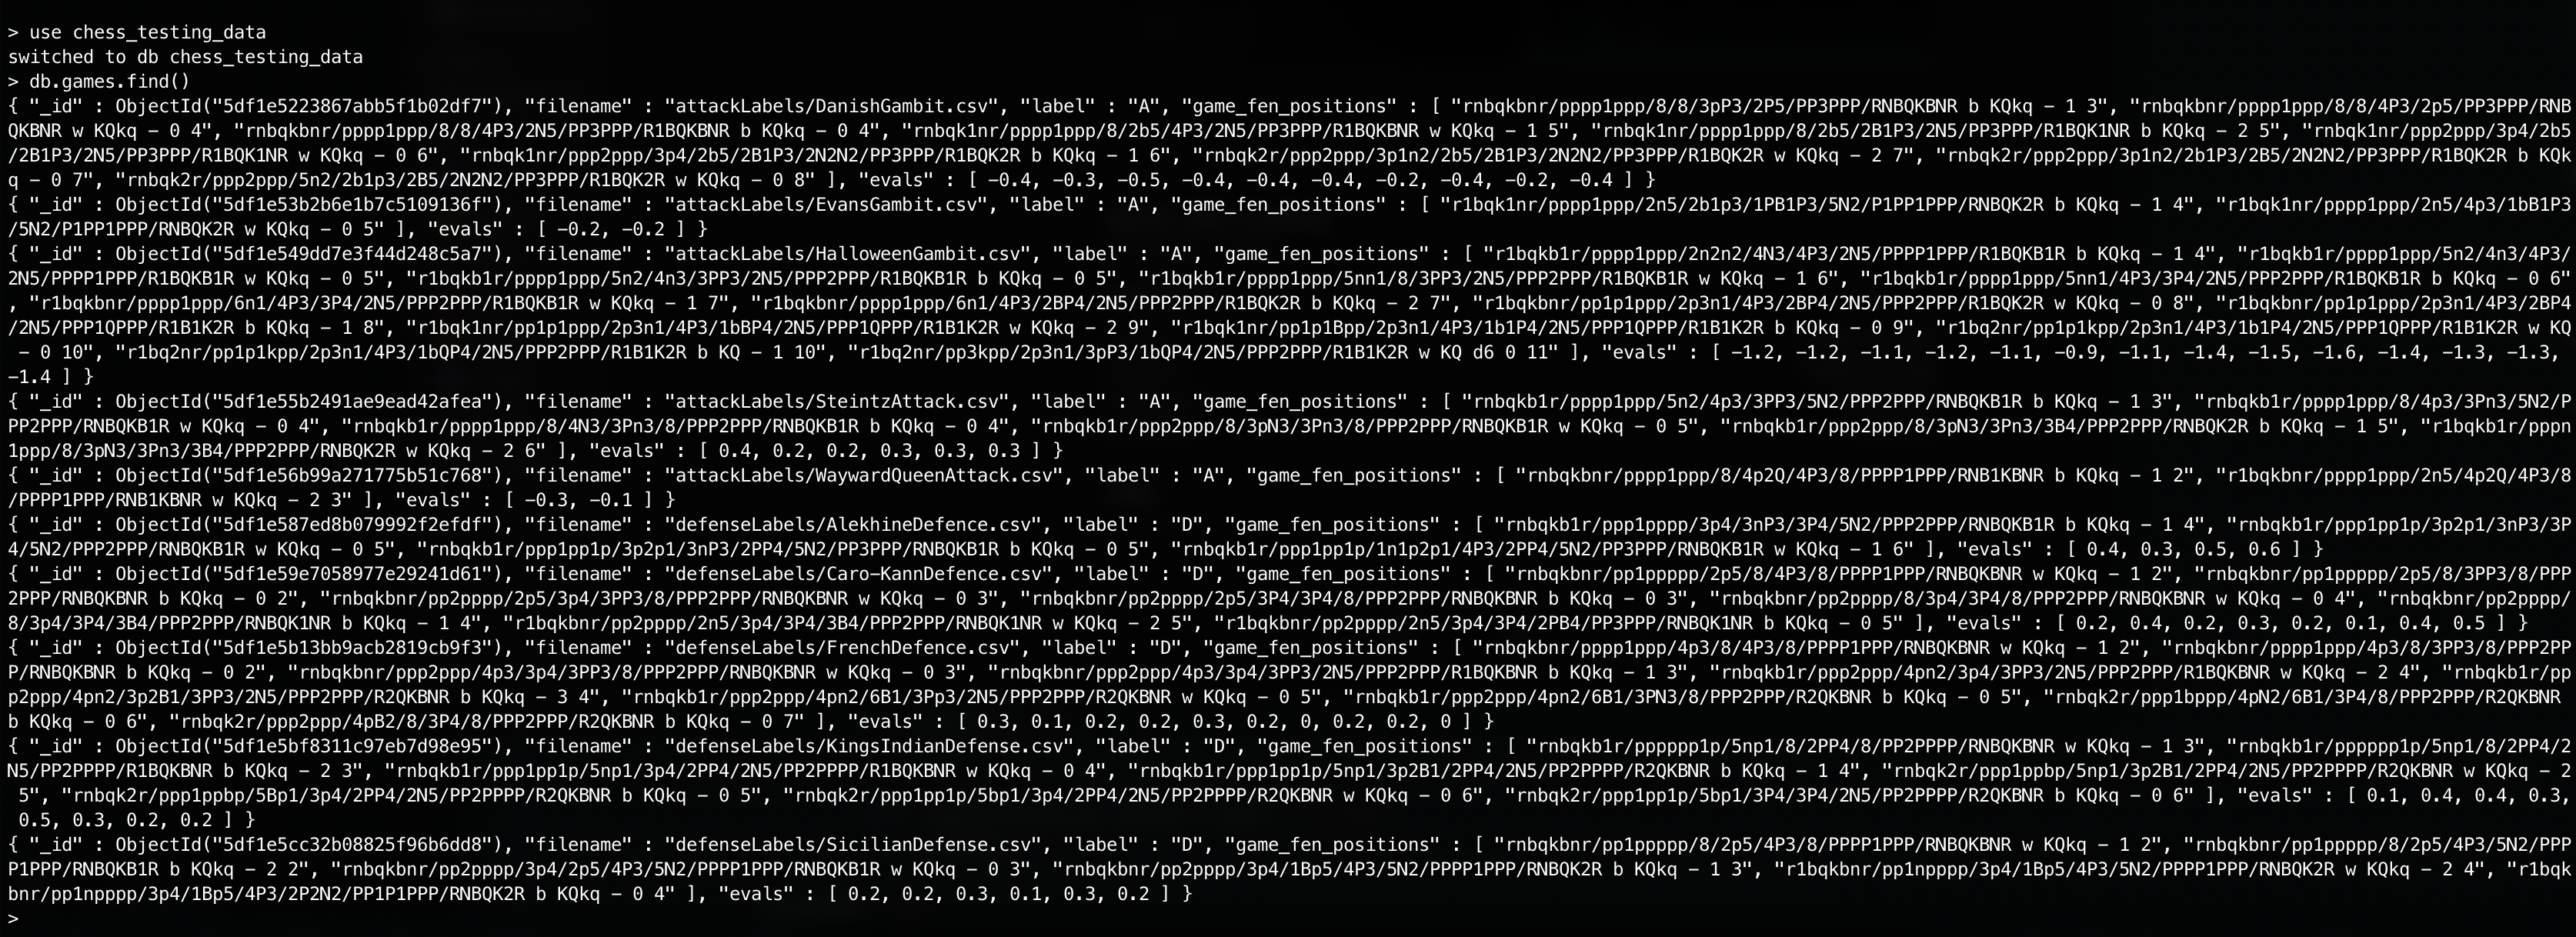 > use chess_testing_data
switched to db chess_testing_data
> db.games.find()
{ "_id" : ObjectId("5df1e5223867abb5f1b02df7"), "filename" : "attackLabels/DanishGambit.csv", "label" : "A", "game_fen_positions" : [ "rnbqkbnr/pppp1ppp/8/8/3pP3/2P5/PP3PPP/RNBQKBNR b KQkq - 1 3", "rnbqkbnr/pppp1ppp/8/8/4P3/2p5/PP3PPP/RNB
QKBNR w KQkq - 0 4", "rnbqkbnr/pppp1ppp/8/8/4P3/2N5/PP3PPP/R1BQKBNR b KQkq - 0 4", "rnbqk1nr/pppp1ppp/8/2b5/4P3/2N5/PP3PPP/R1BQKBNR w KQkq - 1 5", "rnbqk1nr/pppp1ppp/8/2b5/2B1P3/2N5/PP3PPP/R1BQK1NR b KQkq - 2 5", "rnbqk1nr/ppp2ppp/3p4/2b5
/2B1P3/2N5/PP3PPP/R1BQK1NR w KQkq - 0 6", "rnbqk1nr/ppp2ppp/3p4/2b5/2B1P3/2N2N2/PP3PPP/R1BQK2R b KQkq - 1 6", "rnbqk2r/ppp2ppp/3p1n2/2b5/2B1P3/2N2N2/PP3PPP/R1BQK2R w KQkq - 2 7", "rnbqk2r/ppp2ppp/3p1n2/2b1P3/2B5/2N2N2/PP3PPP/R1BQK2R b KQk
q - 0 7", "rnbqk2r/ppp2ppp/5n2/2b1p3/2B5/2N2N2/PP3PPP/R1BQK2R w KQkq - 0 8" ], "evals" : [ -0.4, -0.3, -0.5, -0.4, -0.4, -0.4, -0.2, -0.4, -0.2, -0.4 ] }
{ "_id" : ObjectId("5df1e53b2b6e1b7c5109136f"), "filename" : "attackLabels/EvansGambit.csv", "label" : "A", "game_fen_positions" : [ "r1bqk1nr/pppp1ppp/2n5/2b1p3/1PB1P3/5N2/P1PP1PPP/RNBQK2R b KQkq - 1 4", "r1bqk1nr/pppp1ppp/2n5/4p3/1bB1P3
/5N2/P1PP1PPP/RNBQK2R w KQkq - 0 5" ], "evals" : [ -0.2, -0.2 ] }
{ "_id" : ObjectId("5df1e549dd7e3f44d248c5a7"), "filename" : "attackLabels/HalloweenGambit.csv", "label" : "A", "game_fen_positions" : [ "r1bqkb1r/pppp1ppp/2n2n2/4N3/4P3/2N5/PPPP1PPP/R1BQKB1R b KQkq - 1 4", "r1bqkb1r/pppp1ppp/5n2/4n3/4P3/
2N5/PPPP1PPP/R1BQKB1R w KQkq - 0 5", "r1bqkb1r/pppp1ppp/5n2/4n3/3PP3/2N5/PPP2PPP/R1BQKB1R b KQkq - 0 5", "r1bqkb1r/pppp1ppp/5nn1/8/3PP3/2N5/PPP2PPP/R1BQKB1R w KQkq - 1 6", "r1bqkb1r/pppp1ppp/5nn1/4P3/3P4/2N5/PPP2PPP/R1BQKB1R b KQkq - 0 6"
, "r1bqkbnr/pppp1ppp/6n1/4P3/3P4/2N5/PPP2PPP/R1BQKB1R w KQkq - 1 7", "r1bqkbnr/pppp1ppp/6n1/4P3/2BP4/2N5/PPP2PPP/R1BQK2R b KQkq - 2 7", "r1bqkbnr/pp1p1ppp/2p3n1/4P3/2BP4/2N5/PPP2PPP/R1BQK2R w KQkq - 0 8", "r1bqkbnr/pp1p1ppp/2p3n1/4P3/2BP4
/2N5/PPP1QPPP/R1B1K2R b KQkq - 1 8", "r1bqk1nr/pp1p1ppp/2p3n1/4P3/1bBP4/2N5/PPP1QPPP/R1B1K2R w KQkq - 2 9", "r1bqk1nr/pp1p1Bpp/2p3n1/4P3/1b1P4/2N5/PPP1QPPP/R1B1K2R b KQkq - 0 9", "r1bq2nr/pp1p1kpp/2p3n1/4P3/1b1P4/2N5/PPP1QPPP/R1B1K2R w KQ
 - 0 10", "r1bq2nr/pp1p1kpp/2p3n1/4P3/1bQP4/2N5/PPP2PPP/R1B1K2R b KQ - 1 10", "r1bq2nr/pp3kpp/2p3n1/3pP3/1bQP4/2N5/PPP2PPP/R1B1K2R w KQ d6 0 11" ], "evals" : [ -1.2, -1.2, -1.1, -1.2, -1.1, -0.9, -1.1, -1.4, -1.5, -1.6, -1.4, -1.3, -1.3,
-1.4 ] }
{ "_id" : ObjectId("5df1e55b2491ae9ead42afea"), "filename" : "attackLabels/SteintzAttack.csv", "label" : "A", "game_fen_positions" : [ "rnbqkb1r/pppp1ppp/5n2/4p3/3PP3/5N2/PPP2PPP/RNBQKB1R b KQkq - 1 3", "rnbqkb1r/pppp1ppp/8/4p3/3Pn3/5N2/P
PP2PPP/RNBQKB1R w KQkq - 0 4", "rnbqkb1r/pppp1ppp/8/4N3/3Pn3/8/PPP2PPP/RNBQKB1R b KQkq - 0 4", "rnbqkb1r/ppp2ppp/8/3pN3/3Pn3/8/PPP2PPP/RNBQKB1R w KQkq - 0 5", "rnbqkb1r/ppp2ppp/8/3pN3/3Pn3/3B4/PPP2PPP/RNBQK2R b KQkq - 1 5", "r1bqkb1r/pppn
1ppp/8/3pN3/3Pn3/3B4/PPP2PPP/RNBQK2R w KQkq - 2 6" ], "evals" : [ 0.4, 0.2, 0.2, 0.3, 0.3, 0.3 ] }
{ "_id" : ObjectId("5df1e56b99a271775b51c768"), "filename" : "attackLabels/WaywardQueenAttack.csv", "label" : "A", "game_fen_positions" : [ "rnbqkbnr/pppp1ppp/8/4p2Q/4P3/8/PPPP1PPP/RNB1KBNR b KQkq - 1 2", "r1bqkbnr/pppp1ppp/2n5/4p2Q/4P3/8
/PPPP1PPP/RNB1KBNR w KQkq - 2 3" ], "evals" : [ -0.3, -0.1 ] }
{ "_id" : ObjectId("5df1e587ed8b079992f2efdf"), "filename" : "defenseLabels/AlekhineDefence.csv", "label" : "D", "game_fen_positions" : [ "rnbqkb1r/ppp1pppp/3p4/3nP3/3P4/5N2/PPP2PPP/RNBQKB1R b KQkq - 1 4", "rnbqkb1r/ppp1pp1p/3p2p1/3nP3/3P
4/5N2/PPP2PPP/RNBQKB1R w KQkq - 0 5", "rnbqkb1r/ppp1pp1p/3p2p1/3nP3/2PP4/5N2/PP3PPP/RNBQKB1R b KQkq - 0 5", "rnbqkb1r/ppp1pp1p/1n1p2p1/4P3/2PP4/5N2/PP3PPP/RNBQKB1R w KQkq - 1 6" ], "evals" : [ 0.4, 0.3, 0.5, 0.6 ] }
{ "_id" : ObjectId("5df1e59e7058977e29241d61"), "filename" : "defenseLabels/Caro-KannDefence.csv", "label" : "D", "game_fen_positions" : [ "rnbqkbnr/pp1ppppp/2p5/8/4P3/8/PPPP1PPP/RNBQKBNR w KQkq - 1 2", "rnbqkbnr/pp1ppppp/2p5/8/3PP3/8/PPP
2PPP/RNBQKBNR b KQkq - 0 2", "rnbqkbnr/pp2pppp/2p5/3p4/3PP3/8/PPP2PPP/RNBQKBNR w KQkq - 0 3", "rnbqkbnr/pp2pppp/2p5/3P4/3P4/8/PPP2PPP/RNBQKBNR b KQkq - 0 3", "rnbqkbnr/pp2pppp/8/3p4/3P4/8/PPP2PPP/RNBQKBNR w KQkq - 0 4", "rnbqkbnr/pp2pppp/
8/3p4/3P4/3B4/PPP2PPP/RNBQK1NR b KQkq - 1 4", "r1bqkbnr/pp2pppp/2n5/3p4/3P4/3B4/PPP2PPP/RNBQK1NR w KQkq - 2 5", "r1bqkbnr/pp2pppp/2n5/3p4/3P4/2PB4/PP3PPP/RNBQK1NR b KQkq - 0 5" ], "evals" : [ 0.2, 0.4, 0.2, 0.3, 0.2, 0.1, 0.4, 0.5 ] }
{ "_id" : ObjectId("5df1e5b13bb9acb2819cb9f3"), "filename" : "defenseLabels/FrenchDefence.csv", "label" : "D", "game_fen_positions" : [ "rnbqkbnr/pppp1ppp/4p3/8/4P3/8/PPPP1PPP/RNBQKBNR w KQkq - 1 2", "rnbqkbnr/pppp1ppp/4p3/8/3PP3/8/PPP2PP
P/RNBQKBNR b KQkq - 0 2", "rnbqkbnr/ppp2ppp/4p3/3p4/3PP3/8/PPP2PPP/RNBQKBNR w KQkq - 0 3", "rnbqkbnr/ppp2ppp/4p3/3p4/3PP3/2N5/PPP2PPP/R1BQKBNR b KQkq - 1 3", "rnbqkb1r/ppp2ppp/4pn2/3p4/3PP3/2N5/PPP2PPP/R1BQKBNR w KQkq - 2 4", "rnbqkb1r/pp
p2ppp/4pn2/3p2B1/3PP3/2N5/PPP2PPP/R2QKBNR b KQkq - 3 4", "rnbqkb1r/ppp2ppp/4pn2/6B1/3Pp3/2N5/PPP2PPP/R2QKBNR w KQkq - 0 5", "rnbqkb1r/ppp2ppp/4pn2/6B1/3PN3/8/PPP2PPP/R2QKBNR b KQkq - 0 5", "rnbqk2r/ppp1bppp/4pN2/6B1/3P4/8/PPP2PPP/R2QKBNR
b KQkq - 0 6", "rnbqk2r/ppp2ppp/4pB2/8/3P4/8/PPP2PPP/R2QKBNR b KQkq - 0 7" ], "evals" : [ 0.3, 0.1, 0.2, 0.2, 0.3, 0.2, 0, 0.2, 0.2, 0 ] }
{ "_id" : ObjectId("5df1e5bf8311c97eb7d98e95"), "filename" : "defenseLabels/KingsIndianDefense.csv", "label" : "D", "game_fen_positions" : [ "rnbqkb1r/pppppp1p/5np1/8/2PP4/8/PP2PPPP/RNBQKBNR w KQkq - 1 3", "rnbqkb1r/pppppp1p/5np1/8/2PP4/2
N5/PP2PPPP/R1BQKBNR b KQkq - 2 3", "rnbqkb1r/ppp1pp1p/5np1/3p4/2PP4/2N5/PP2PPPP/R1BQKBNR w KQkq - 0 4", "rnbqkb1r/ppp1pp1p/5np1/3p2B1/2PP4/2N5/PP2PPPP/R2QKBNR b KQkq - 1 4", "rnbqk2r/ppp1ppbp/5np1/3p2B1/2PP4/2N5/PP2PPPP/R2QKBNR w KQkq - 2
 5", "rnbqk2r/ppp1ppbp/5Bp1/3p4/2PP4/2N5/PP2PPPP/R2QKBNR b KQkq - 0 5", "rnbqk2r/ppp1pp1p/5bp1/3p4/2PP4/2N5/PP2PPPP/R2QKBNR w KQkq - 0 6", "rnbqk2r/ppp1pp1p/5bp1/3P4/3P4/2N5/PP2PPPP/R2QKBNR b KQkq - 0 6" ], "evals" : [ 0.1, 0.4, 0.4, 0.3,
 0.5, 0.3, 0.2, 0.2 ] }
{ "_id" : ObjectId("5df1e5cc32b08825f96b6dd8"), "filename" : "defenseLabels/SicilianDefense.csv", "label" : "D", "game_fen_positions" : [ "rnbqkbnr/pp1ppppp/8/2p5/4P3/8/PPPP1PPP/RNBQKBNR w KQkq - 1 2", "rnbqkbnr/pp1ppppp/8/2p5/4P3/5N2/PPP
P1PPP/RNBQKB1R b KQkq - 2 2", "rnbqkbnr/pp2pppp/3p4/2p5/4P3/5N2/PPPP1PPP/RNBQKB1R w KQkq - 0 3", "rnbqkbnr/pp2pppp/3p4/1Bp5/4P3/5N2/PPPP1PPP/RNBQK2R b KQkq - 1 3", "r1bqkbnr/pp1npppp/3p4/1Bp5/4P3/5N2/PPPP1PPP/RNBQK2R w KQkq - 2 4", "r1bqk
bnr/pp1npppp/3p4/1Bp5/4P3/2P2N2/PP1P1PPP/RNBQK2R b KQkq - 0 4" ], "evals" : [ 0.2, 0.2, 0.3, 0.1, 0.3, 0.2 ] }
>